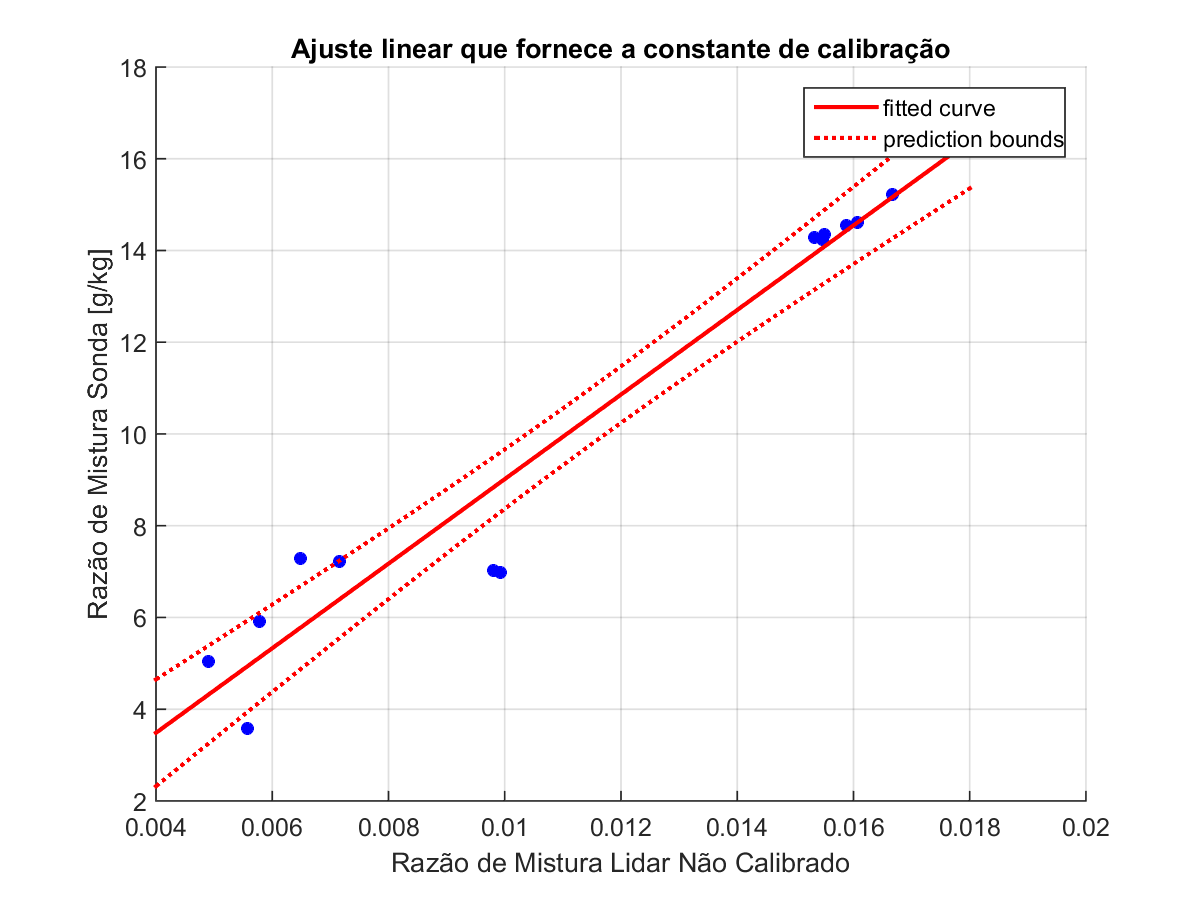 Ajuste linear que fornece a constante de calibração
fitted curve
prediction bounds
18
16
14
12
10
8
6
4
2
Razão de Mistura Sonda [g/kg]
0.004 0.006 0.008 0.01 0.012 0.014 0.016 0.018 0.02
Razão de Mistura Lidar Não Calibrado